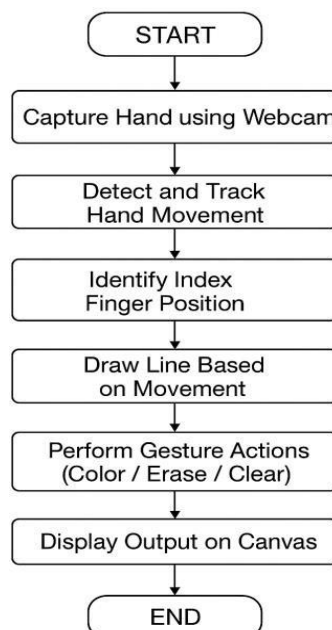 START
Capture Hand using Webcam
Detect and Track
Hand Movement
Identify Index
Finger Position
Draw Line Based
on Movement
Perform Gesture Actions
(Color / Erase / Clear)
Display Output on Canvas
END